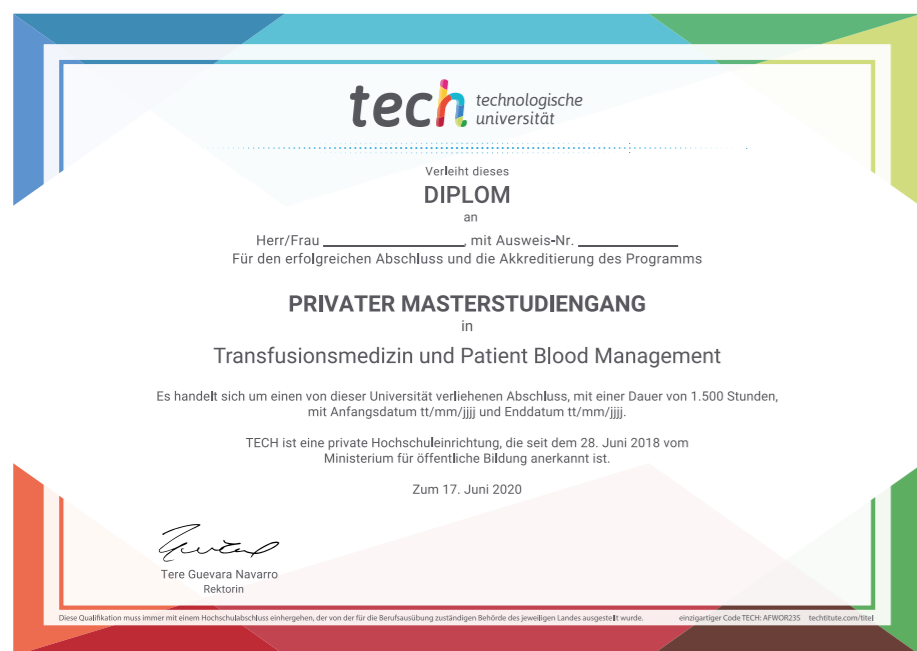 tech technologische
universität
Verleiht dieses
DIPLOM
an
Herr/Frau ____________________, mit Ausweis-Nr. ______________
Für den erfolgreichen Abschluss und die Akkreditierung des Programms
PRIVATER MASTERSTUDIENGANG
in
Transfusionsmedizin und Patient Blood Management
Es handelt sich um einen von dieser Universität verliehenen Abschluss, mit einer Dauer von 1.500 Stunden,
mit Anfangsdatum tt/mm/jjjj und Enddatum tt/mm/jjjj.
TECH ist eine private Hochschuleinrichtung, die seit dem 28. Juni 2018 vom
Ministerium für öffentliche Bildung anerkannt ist.
Zum 17. Juni 2020
Tere Guevara Navarro
Rektorin
Diese Qualifikation muss immer mit einem Hochschulabschluss einhergehen, der von der für die Berufsausübung zuständigen Behörde des jeweiligen Landes ausgestellt wurde. einzigartiger Code TECH: AFWOR23S techtitute.com/titel